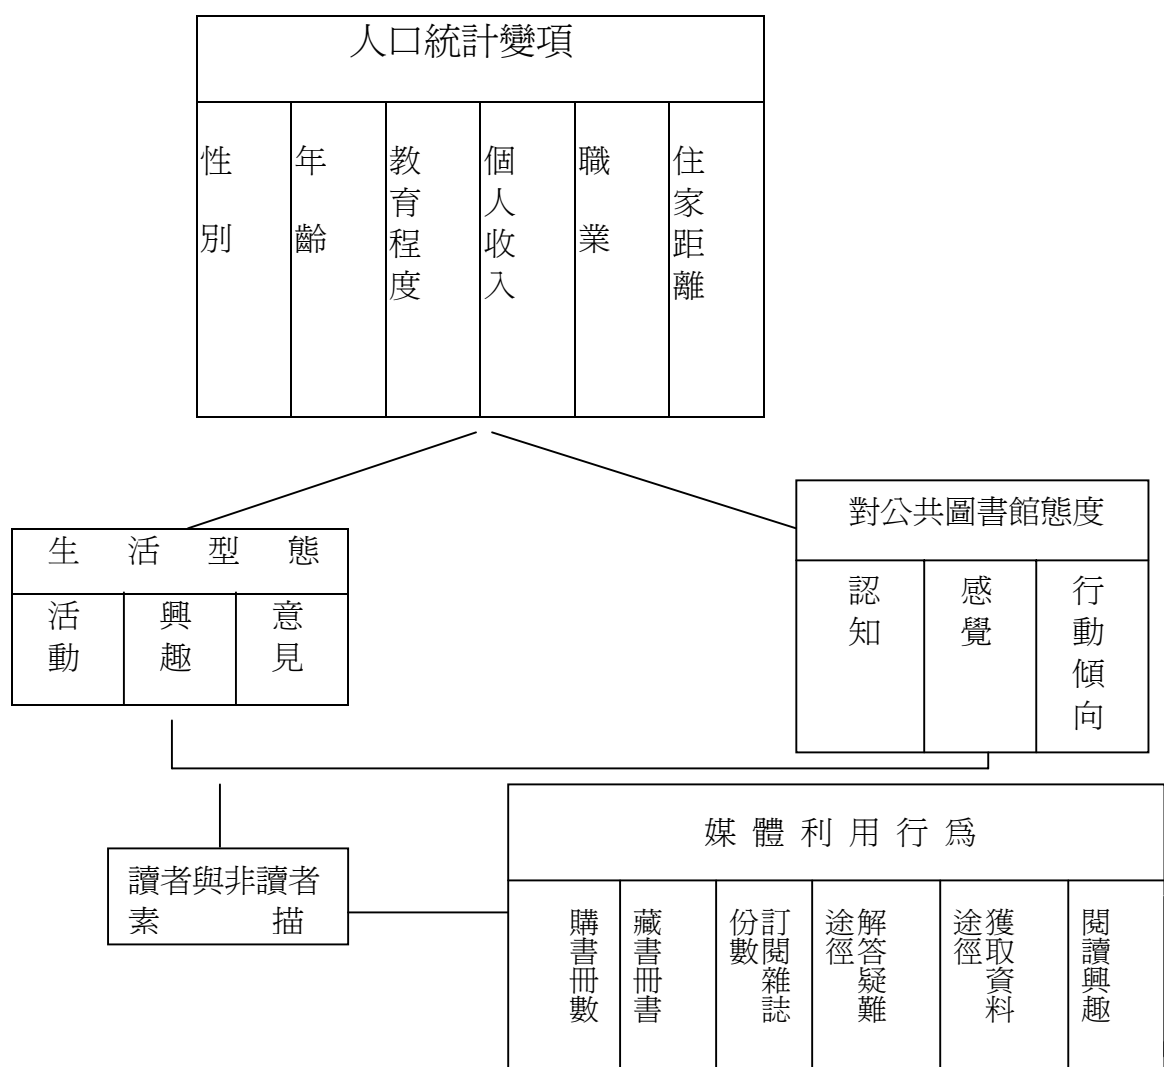 人口統計變項
性別
年齡
教育程度
個人收入
職業
住家距離
對公共圖書館態度
認知
感覺
行動傾向
生活型態
活動
興趣
意見
媒體利用行爲
購書冊數
藏書冊書
訂閱雜誌
份數
解答疑難
途徑
獲取資料
途徑
閱讀興趣
讀者與非讀者
素描